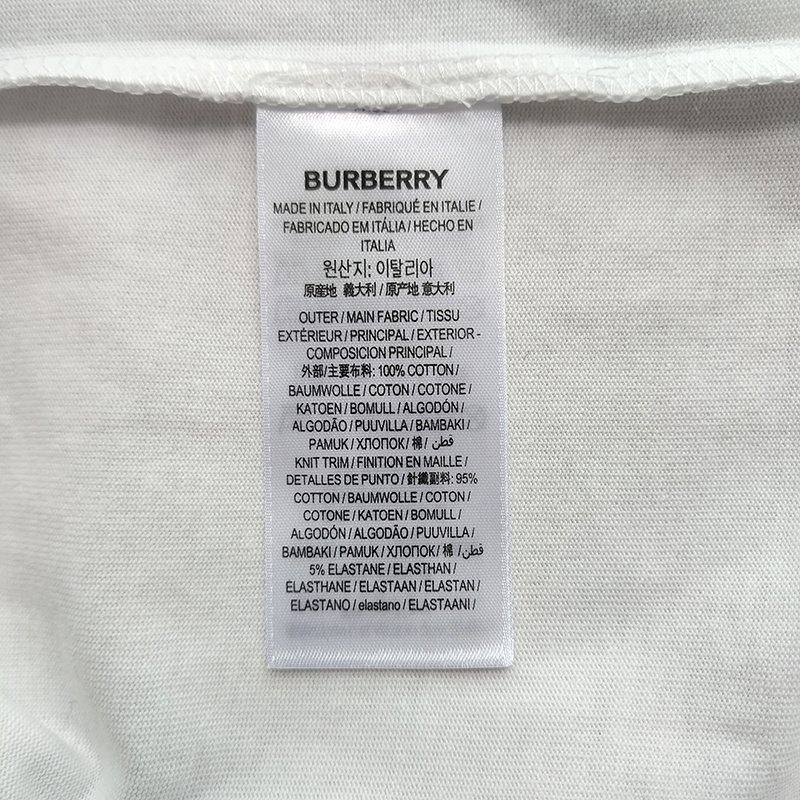 BURBERRY
MADE IN ITALY / FABRIQUÉ EN ITALIE /
FABRICADO EM ITÁLIA / HECHO EN
ITALIA
원산지: 이탈리아
原産地 義大利 / 原产地 意大利
OUTER / MAIN FABRIC / TISSU
EXTÉRIEUR / PRINCIPAL / EXTERIOR -
COMPOSICION PRINCIPAL /
外部/主要布料: 100% COTTON /
BAUMWOLLE / COTON / COTONE /
KATOEN / BOMULL / ALGODÓN /
ALGODÃO / PUUVILLA / BAMBAKI /
PAMUK / ХЛОПОК / 棉 / قطن /
KNIT TRIM / FINITION EN MAILLE /
DETALLES DE PUNTO / 針織副料: 95%
COTTON / BAUMWOLLE / COTON /
COTONE / KATOEN / BOMULL /
ALGODÓN / ALGODÃO / PUUVILLA /
BAMBAKI / PAMUK / ХЛОПОК / 棉 / قطن /
5% ELASTANE / ELASTHAN /
ELASTHANE / ELASTAAN / ELASTAN /
ELASTANO / elastano / ELASTAANI /